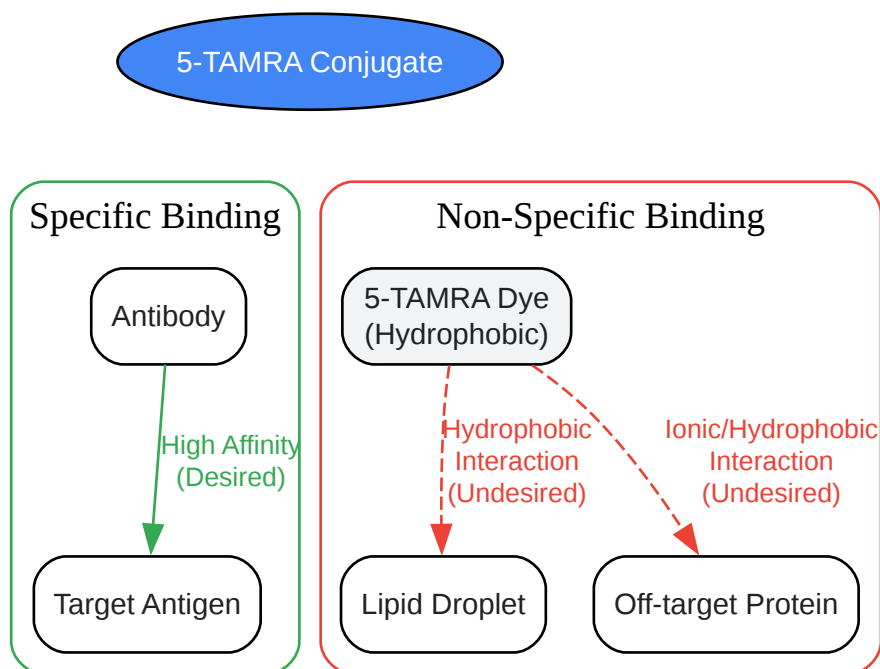 5-TAMRA Conjugate
Specific Binding
Antibody
High Affinity
(Desired)
Target Antigen
Non-Specific Binding
5-TAMRA Dye
(Hydrophobic)
Hydrophobic
Interaction
(Undesired)
Ionic/Hydrophobic
Interaction
(Undesired)
Lipid Droplet
Off-target Protein